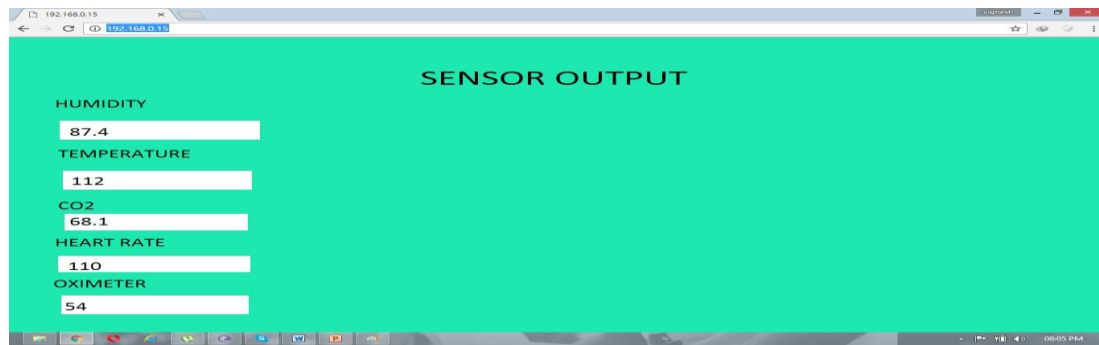 192.168.0.15
vignesh
192.168.0.15
SENSOR OUTPUT
HUMIDITY
87.4
TEMPERATURE
112
CO2
68.1
HEART RATE
110
OXIMETER
54
08:05 PM